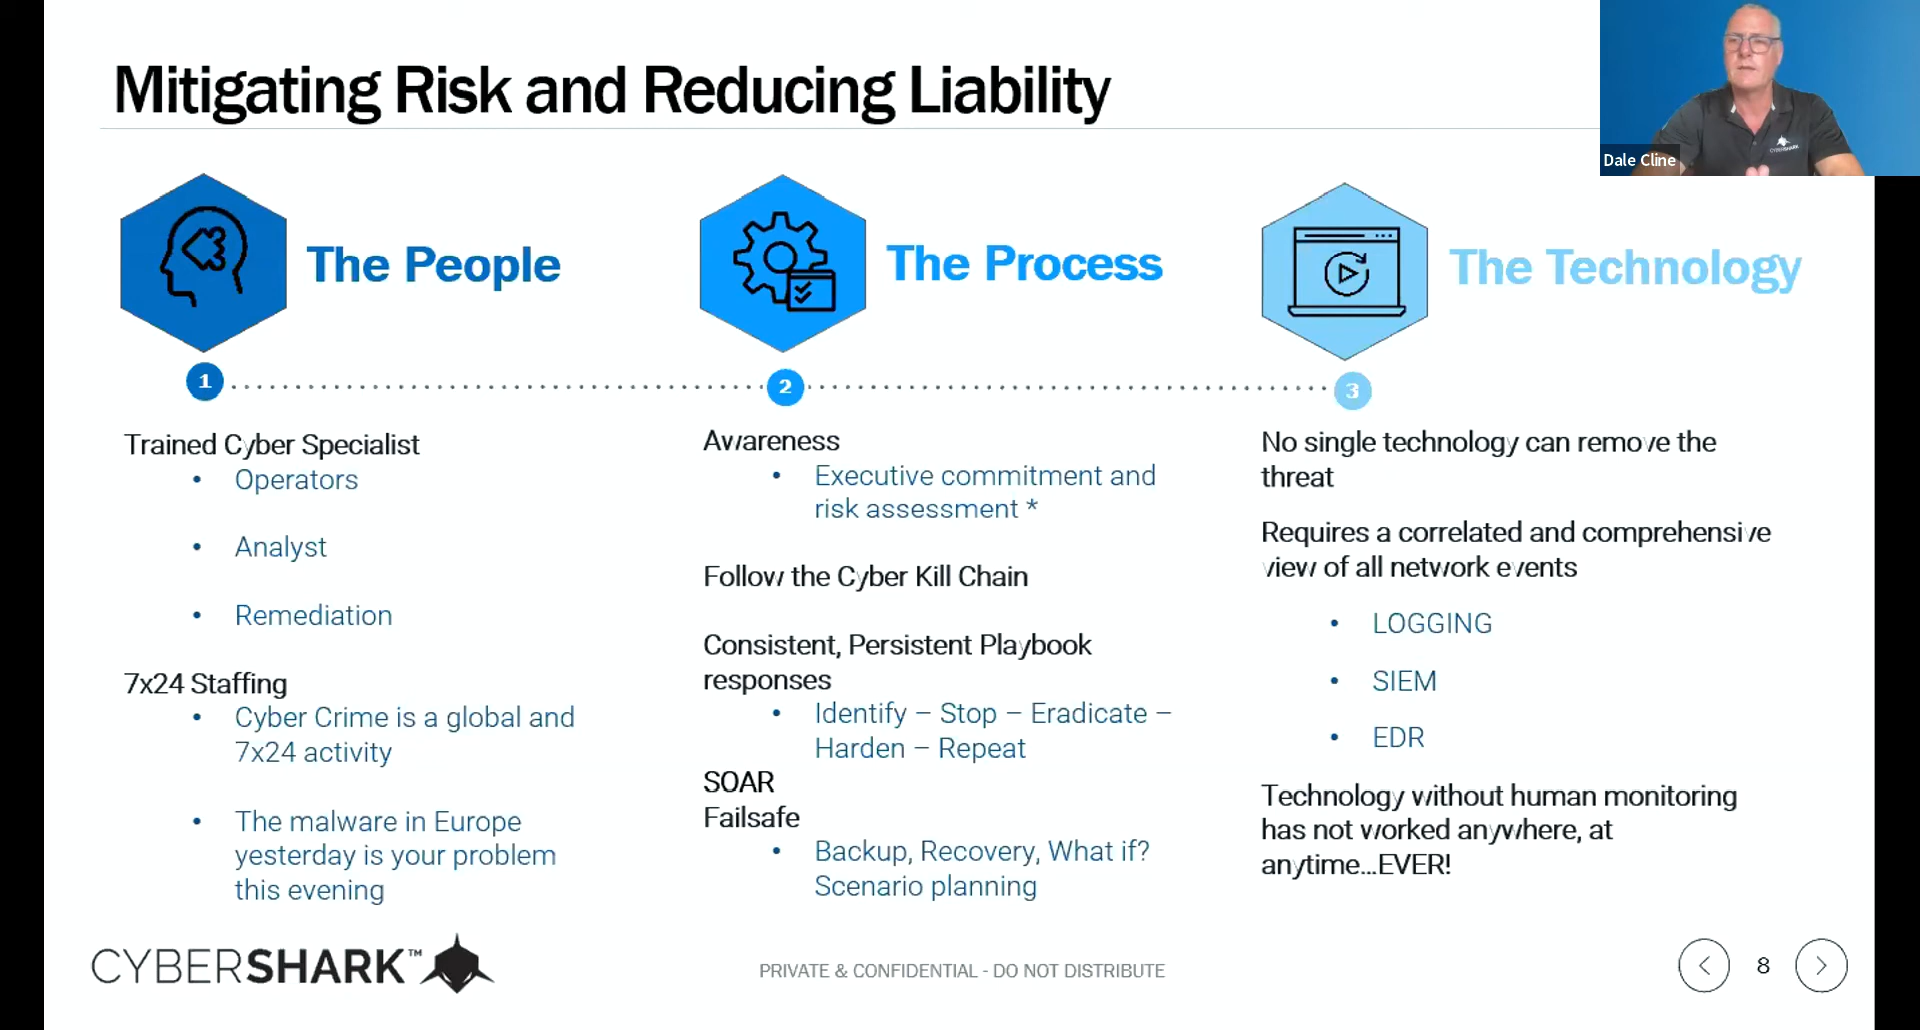 Mitigating Risk and Reducing Liability
Dale Cline
CYBERSHARK
The People
The Process
The Technology
1
2
3
Trained Cyber Specialist
• Operators
• Analyst
• Remediation
7x24 Staffing
• Cyber Crime is a global and
7x24 activity
• The malware in Europe
yesterday is your problem
this evening
Awareness
• Executive commitment and
risk assessment *
Follow the Cyber Kill Chain
Consistent, Persistent Playbook
responses
• Identify – Stop – Eradicate –
Harden – Repeat
SOAR
Failsafe
• Backup, Recovery, What if?
Scenario planning
No single technology can remove the
threat
Requires a correlated and comprehensive
view of all network events
• LOGGING
• SIEM
• EDR
Technology without human monitoring
has not worked anywhere, at
anytime...EVER!
CYBERSHARK™
PRIVATE & CONFIDENTIAL - DO NOT DISTRIBUTE
8